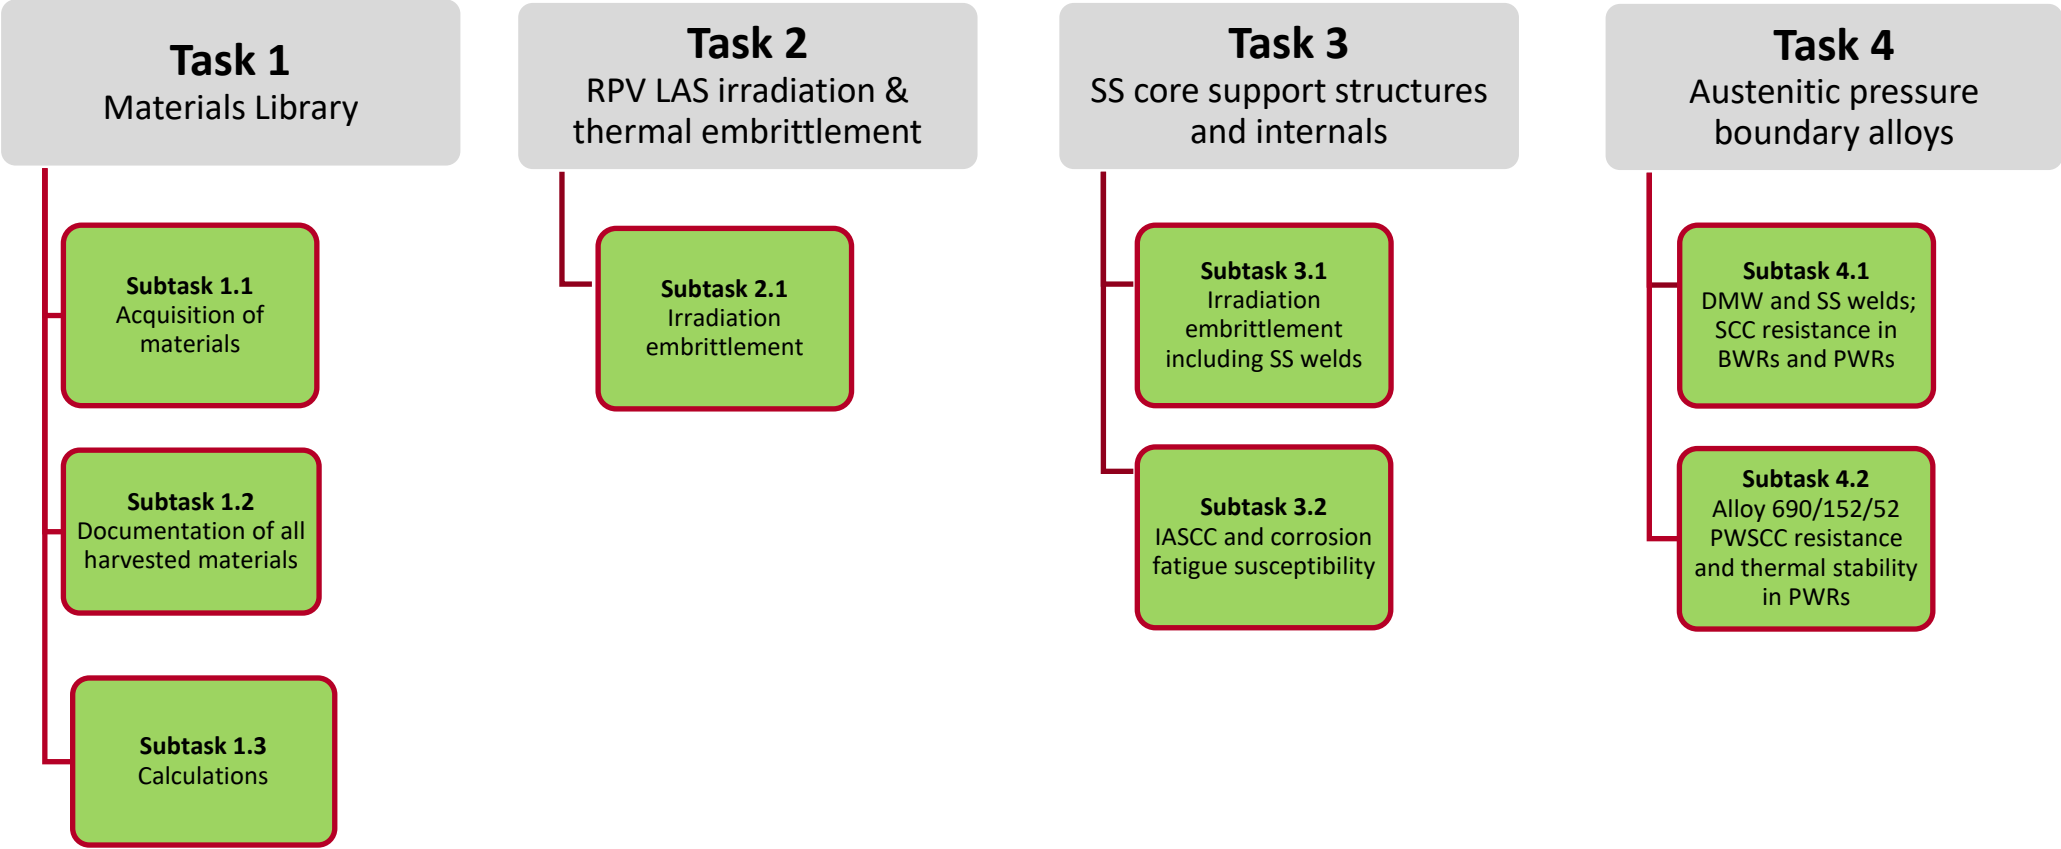 Task 1
Materials Library
Subtask 1.1
Acquisition of
materials
Subtask 1.2
Documentation of all
harvested materials
Subtask 1.3
Calculations
Task 2
RPV LAS irradiation &
thermal embrittlement
Subtask 2.1
Irradiation
embrittlement
Task 3
SS core support structures
and internals
Subtask 3.1
Irradiation
embrittlement
including SS welds
Subtask 3.2
IASCC and corrosion
fatigue susceptibility
Task 4
Austenitic pressure
boundary alloys
Subtask 4.1
DMW and SS welds;
SCC resistance in
BWRs and PWRs
Subtask 4.2
Alloy 690/152/52
PWSCC resistance
and thermal stability
in PWRs